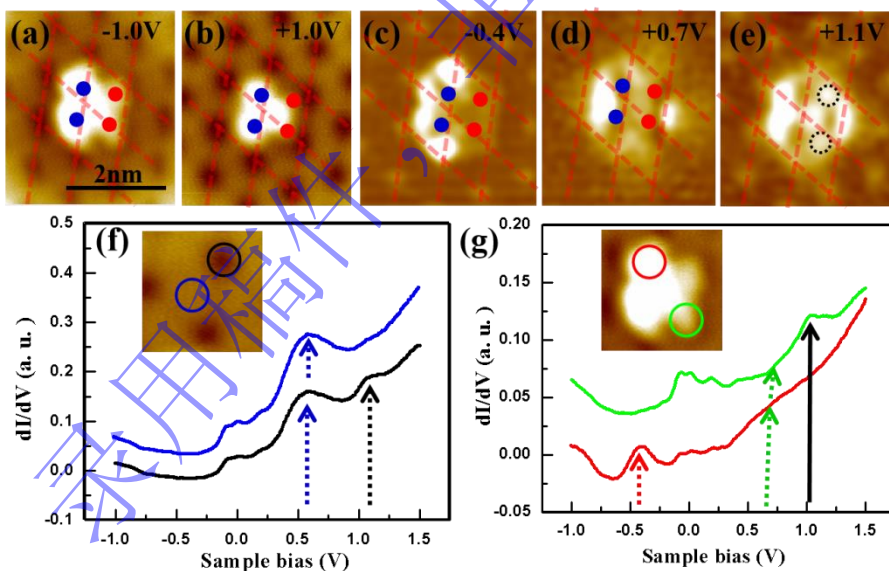 (a) -1.0V (b) +1.0V (c) -0.4V (d) +0.7V (e) +1.1V
2nm
(f)
dI/dV (a. u. )
0.5
0.4
0.3
0.2
0.1
0.0
-0.1
-1.0 -0.5 0.0 0.5 1.0 1.5
Sample bias (V)
(g)
dI/dV (a. u. )
0.20
0.15
0.10
0.05
0.00
-0.05
-1.0 -0.5 0.0 0.5 1.0 1.5
Sample bias (V)
录用稿件,